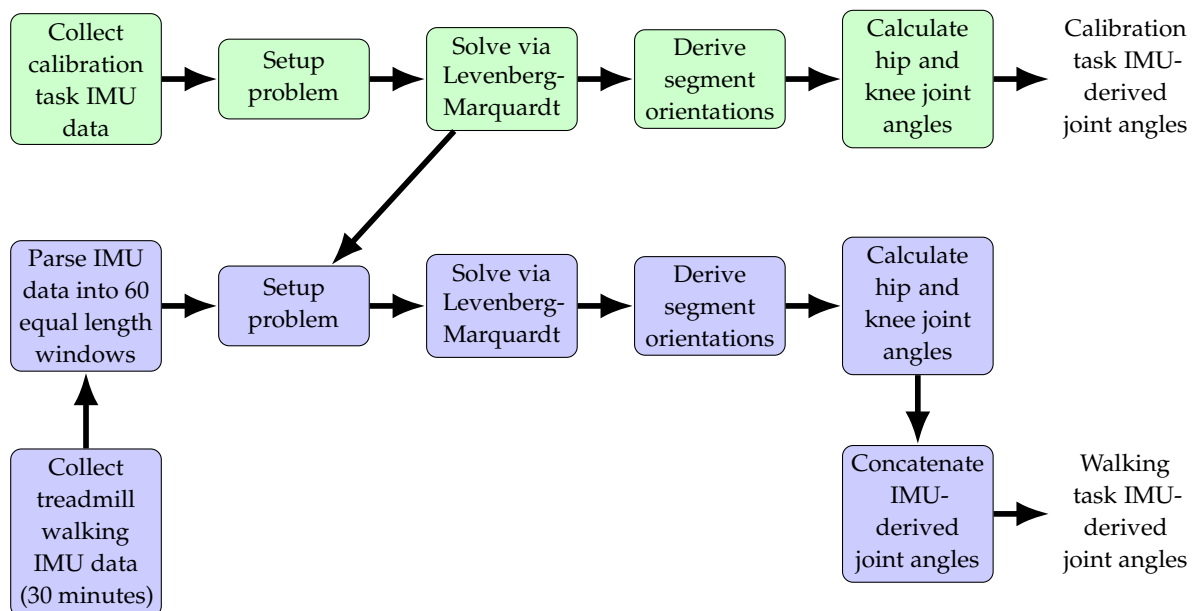 Collect
calibration
task IMU
data
Setup
problem
Solve via
Levenberg-
Marquardt
Derive
segment
orientations
Calculate
hip and
knee joint
angles
Calibration
task IMU-
derived
joint angles
Parse IMU
data into 60
equal length
windows
Setup
problem
Solve via
Levenberg-
Marquardt
Derive
segment
orientations
Calculate
hip and
knee joint
angles
Collect
treadmill
walking
IMU data
(30 minutes)
Concatenate
IMU-
derived
joint angles
Walking
task IMU-
derived
joint angles